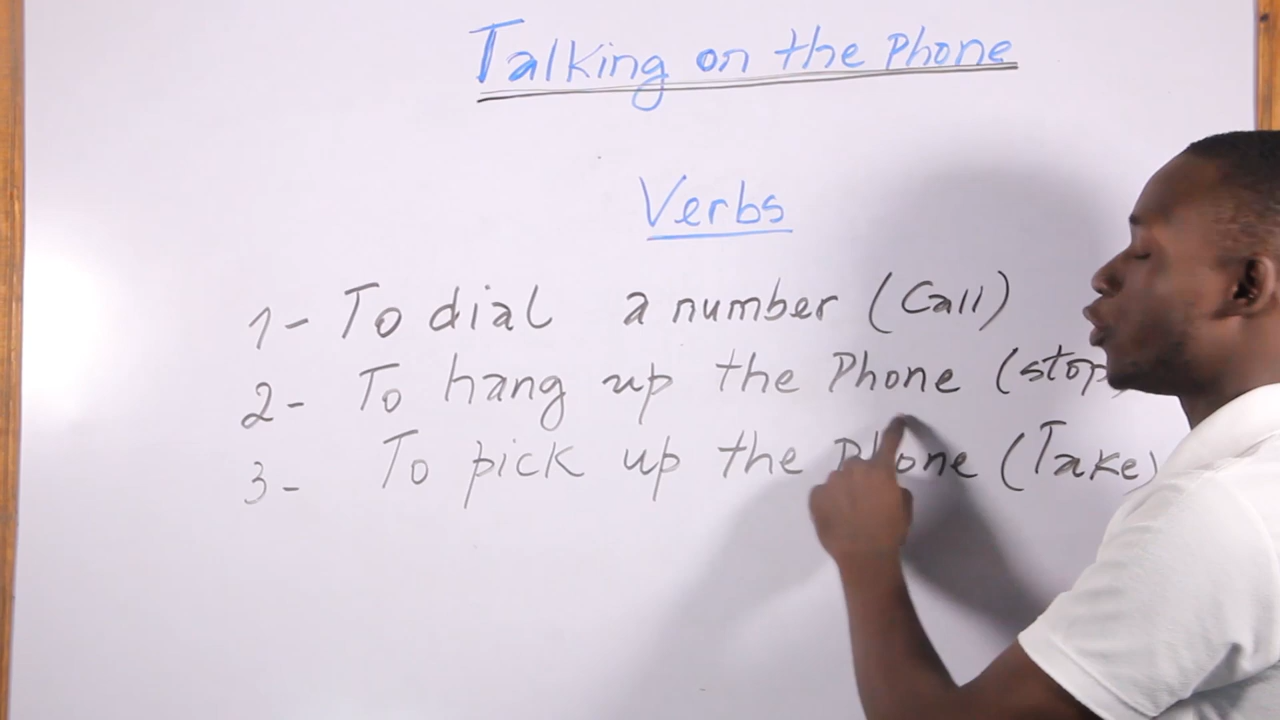 Talking on the Phone
Verbs
1- To dial a number (Call)
2- To hang up the Phone (stop
3- To pick up the Phone (Take)